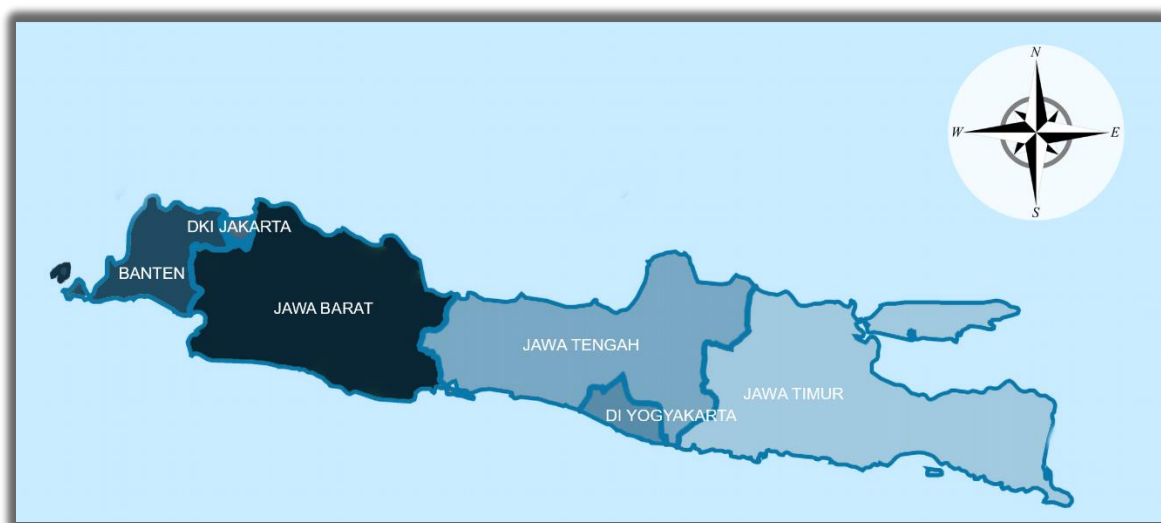 N
W
E
S
DKI JAKARTA
BANTEN
JAWA BARAT
JAWA TENGAH
JAWA TIMUR
DI YOGYAKARTA